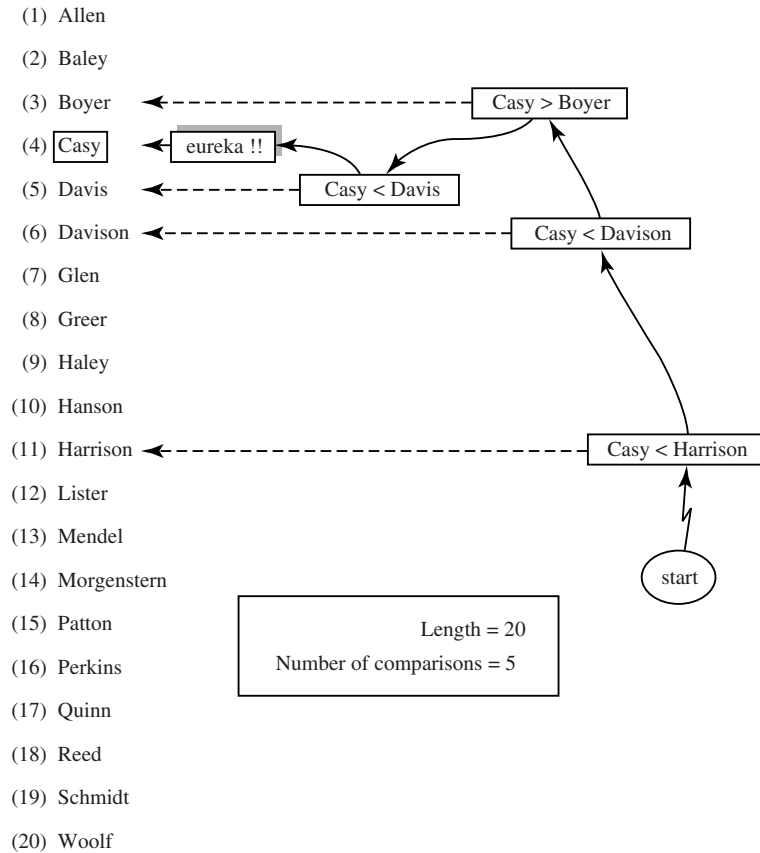 (1) Allen
(2) Baley
(3) Boyer
Casy > Boyer
(4) Casy
eureka !!
(5) Davis
Casy < Davis
(6) Davison
Casy < Davison
(7) Glen
(8) Greer
(9) Haley
(10) Hanson
(11) Harrison
Casy < Harrison
(12) Lister
(13) Mendel
(14) Morgenstern
start
(15) Patton
Length = 20
(16) Perkins
Number of comparisons = 5
(17) Quinn
(18) Reed
(19) Schmidt
(20) Woolf